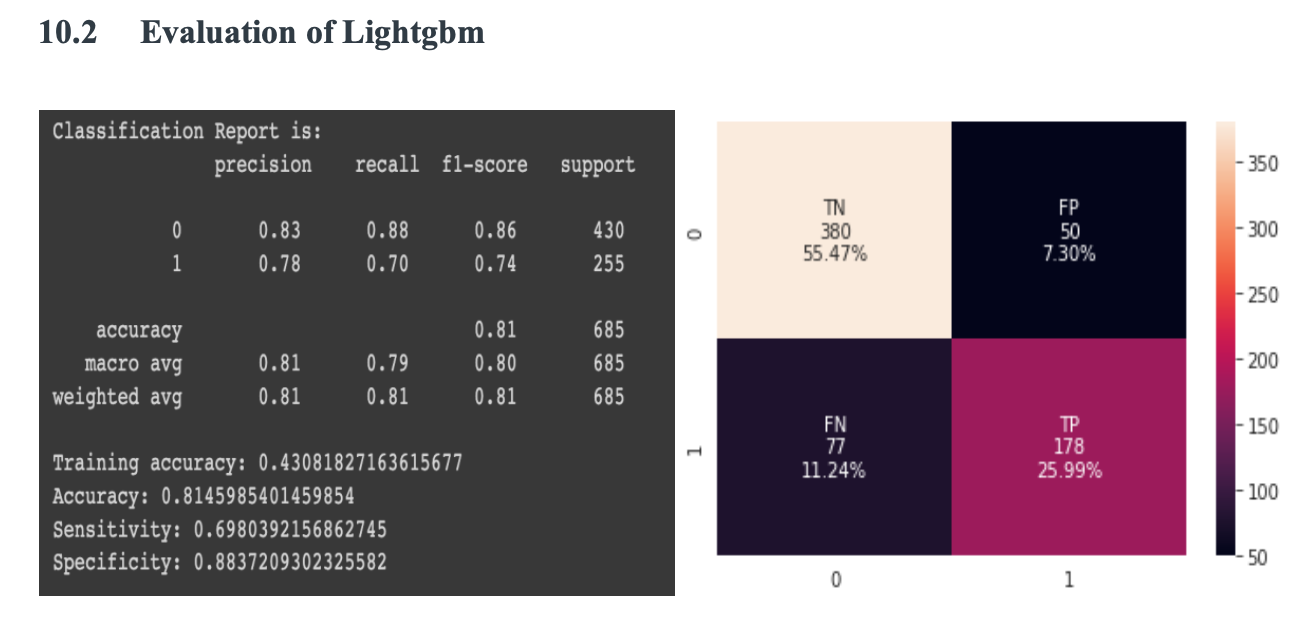 10.2 Evaluation of Lightgbm
Classification Report is:
precision recall f1-score support
0 0.83 0.88 0.86 430
1 0.78 0.70 0.74 255
accuracy 0.81 685
macro avg 0.81 0.79 0.80 685
weighted avg 0.81 0.81 0.81 685
Training accuracy: 0.43081827163615677
Accuracy: 0.8145985401459854
Sensitivity: 0.6980392156862745
Specificity: 0.8837209302325582
0
TN
380
55.47%
FP
50
7.30%
1
FN
77
11.24%
TP
178
25.99%
0 1
350
300
250
200
150
100
50